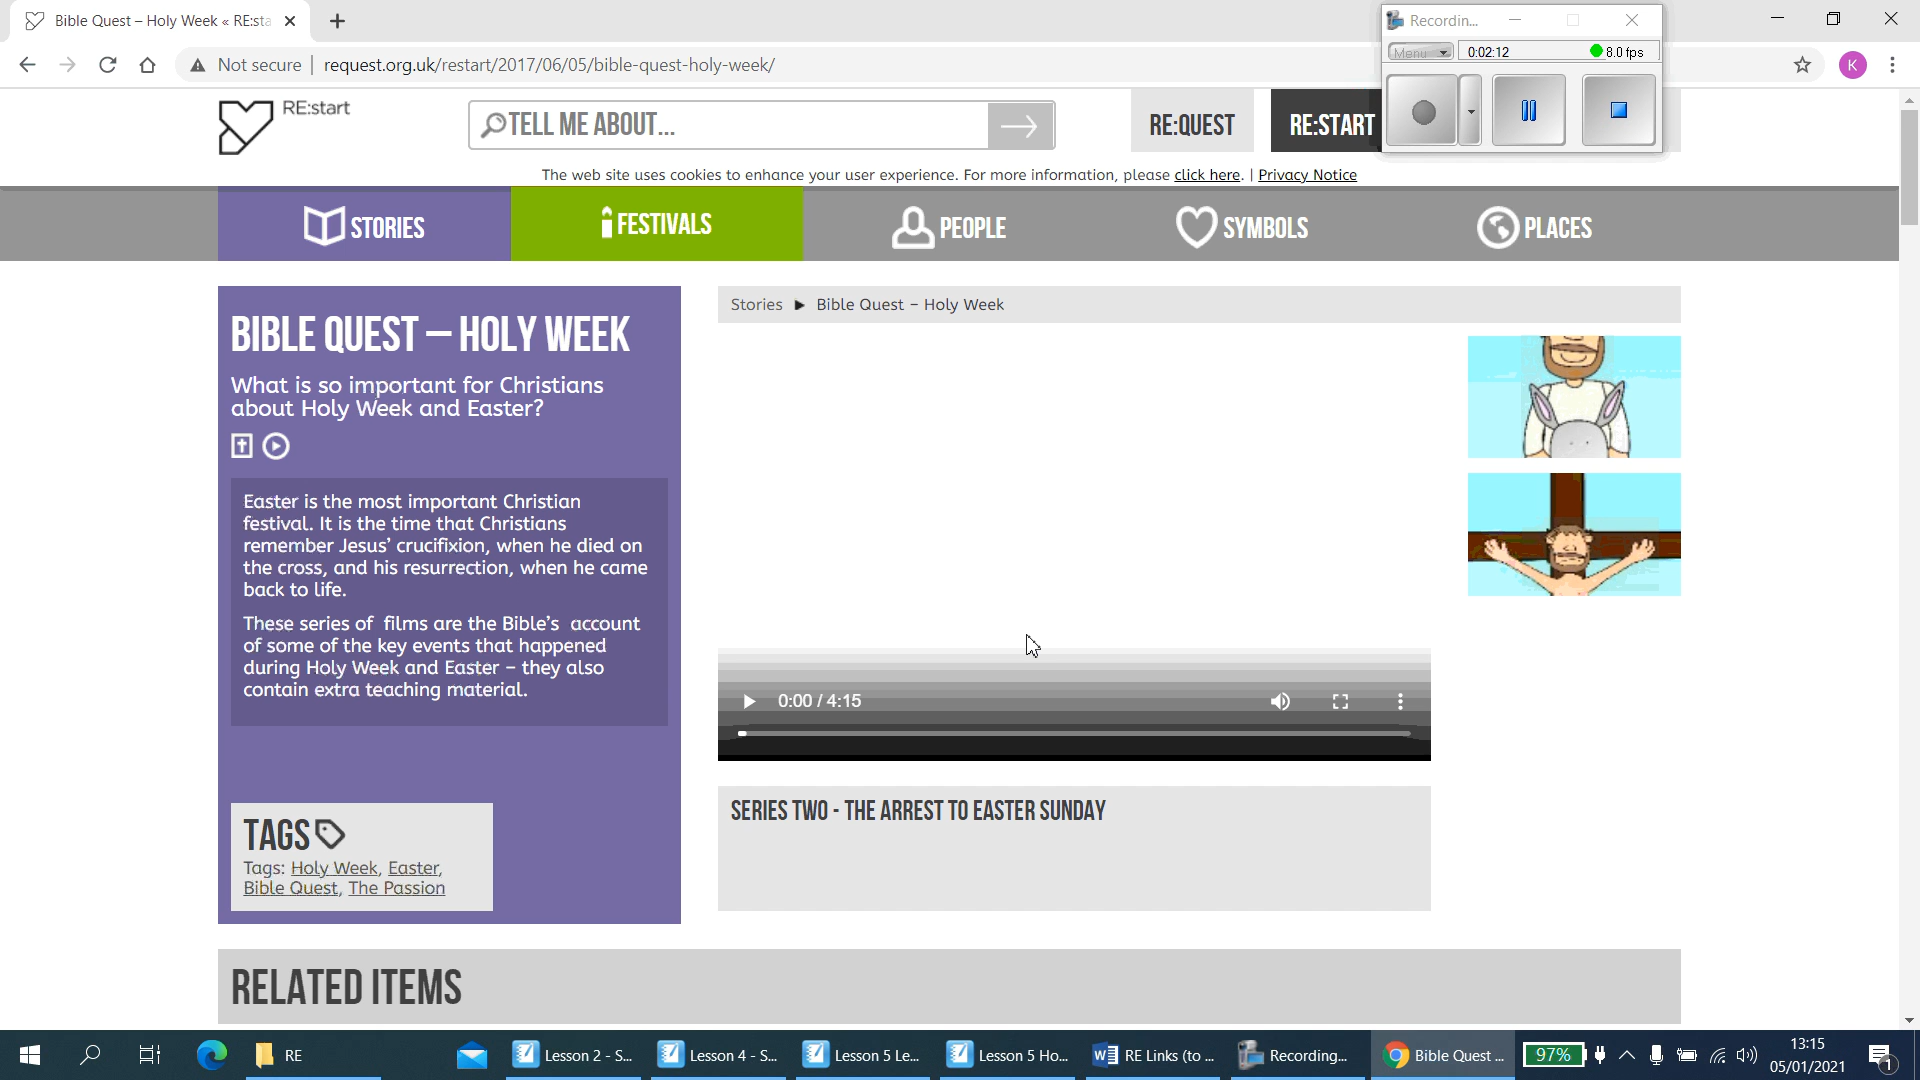 Bible Quest – Holy Week « RE:sta
Recordin...
Not secure | request.org.uk/restart/2017/06/05/bible-quest-holy-week/
K
Menu
0:02:12
8.0 fps
RE:start
TELL ME ABOUT...
RE:QUEST
RE:START
The web site uses cookies to enhance your user experience. For more information, please click here. | Privacy Notice
STORIES
FESTIVALS
PEOPLE
SYMBOLS
PLACES
BIBLE QUEST – HOLY WEEK
What is so important for Christians
about Holy Week and Easter?
Easter is the most important Christian
festival. It is the time that Christians
remember Jesus’ crucifixion, when he died on
the cross, and his resurrection, when he came
back to life.
These series of films are the Bible’s account
of some of the key events that happened
during Holy Week and Easter – they also
contain extra teaching material.
TAGS
Tags: Holy Week, Easter,
Bible Quest, The Passion
Stories ► Bible Quest – Holy Week
0:00 / 4:15
SERIES TWO - THE ARREST TO EASTER SUNDAY
RELATED ITEMS
RE
Lesson 2 - S...
Lesson 4 - S...
Lesson 5 Le...
Lesson 5 Ho...
RE Links (to ...
Recording...
Bible Quest ...
97%
13:15
05/01/2021
1